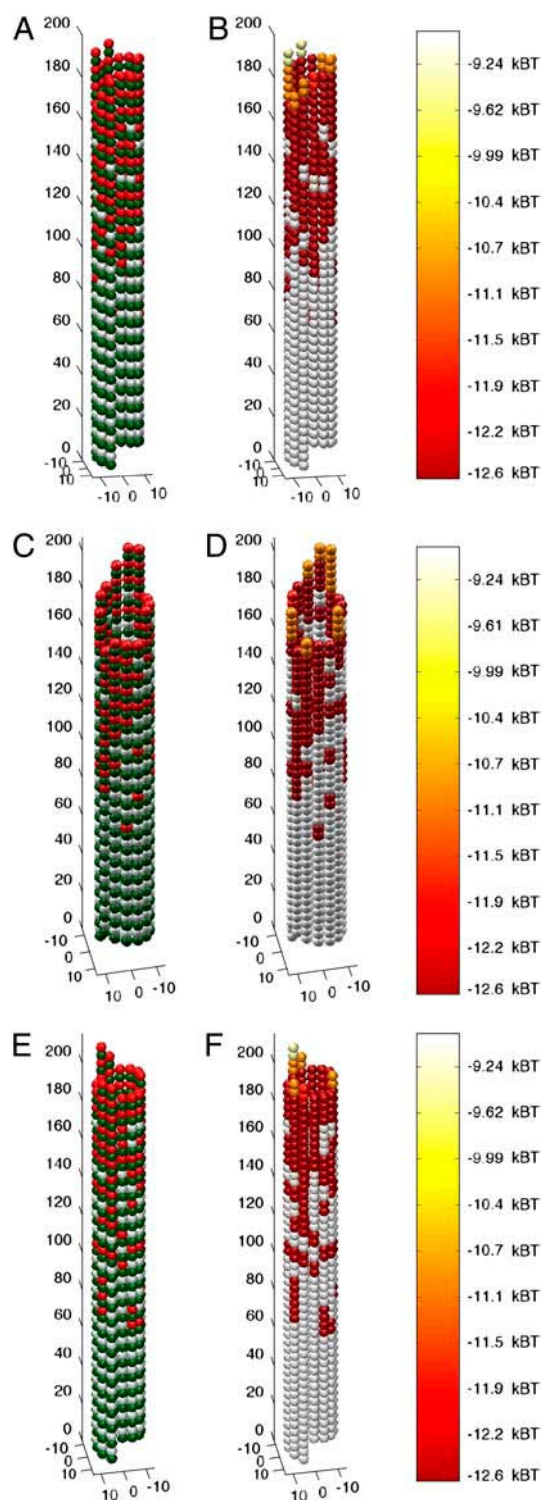 A
200
180
160
140
120
100
80
60
40
20
0
-10
0
10
-10 0 10
B
200
180
160
140
120
100
80
60
40
20
0
-10
0
10
-10 0 10
-9.24 kBT
-9.62 kBT
-9.99 kBT
-10.4 kBT
-10.7 kBT
-11.1 kBT
-11.5 kBT
-11.9 kBT
-12.2 kBT
-12.6 kBT
C
200
180
160
140
120
100
80
60
40
20
0
-10
0
10
10 0 -10
D
200
180
160
140
120
100
80
60
40
20
0
-10
0
10
10 0 -10
-9.24 kBT
-9.61 kBT
-9.99 kBT
-10.4 kBT
-10.7 kBT
-11.1 kBT
-11.5 kBT
-11.9 kBT
-12.2 kBT
-12.6 kBT
E
200
180
160
140
120
100
80
60
40
20
0
-10
0
10
10 0 -10
F
200
180
160
140
120
100
80
60
40
20
0
-10
0
10
10 0 -10
-9.24 kBT
-9.62 kBT
-9.99 kBT
-10.4 kBT
-10.7 kBT
-11.1 kBT
-11.5 kBT
-11.9 kBT
-12.2 kBT
-12.6 kBT